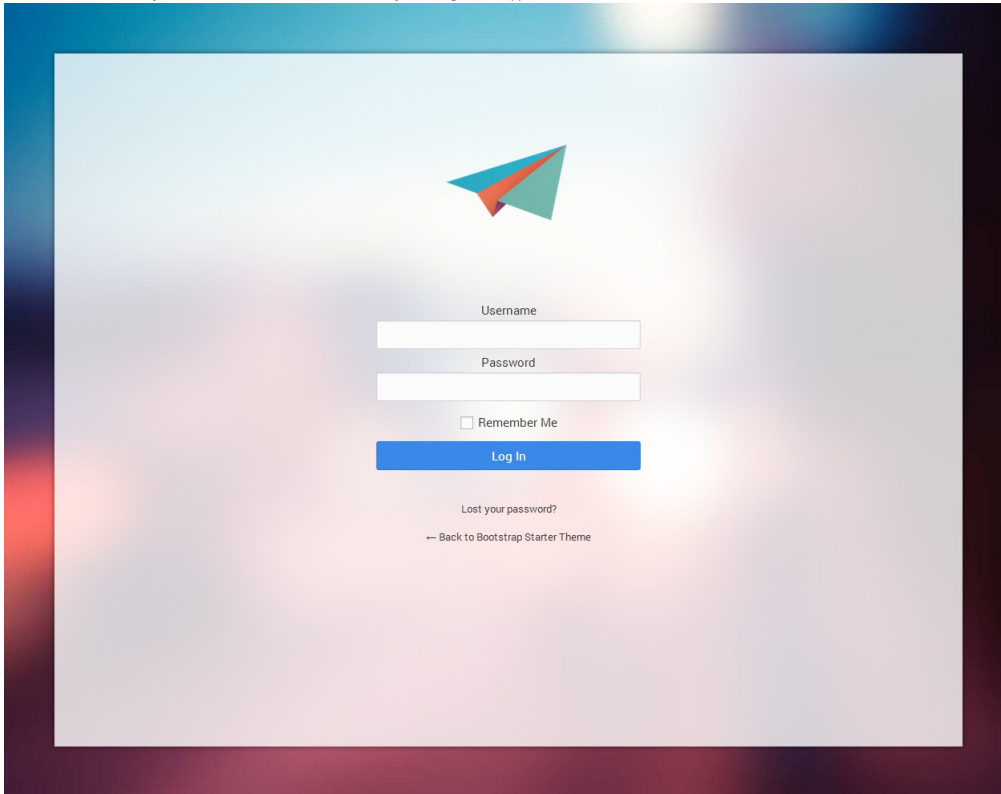 Username
Password
Remember Me
Log In
Lost your password?
← Back to Bootstrap Starter Theme